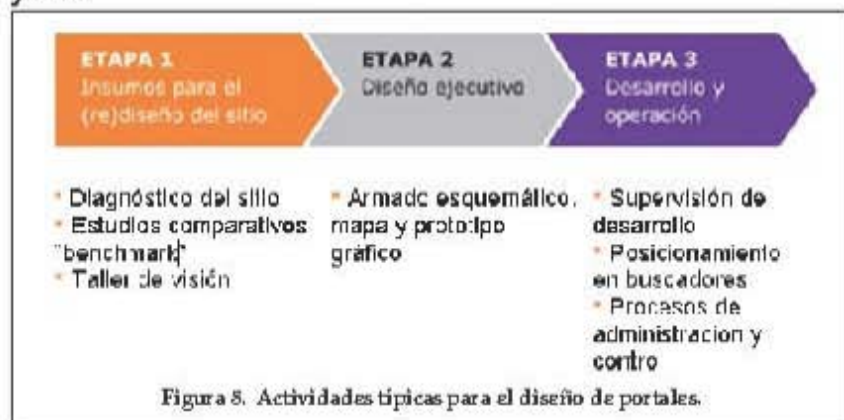 ETAPA 1
Insumos para el
(re)diseño del sitio
ETAPA 2
Diseño ejecutivo
ETAPA 3
Desarrollo y
operación
• Diagnóstico del sitio
• Estudios comparativos
"benchmark"
• Taller de visión
• Armado esquemático,
mapa y prototipo
gráfico
• Supervisión de
desarrollo
• Posicionamiento
en buscadores
• Procesos de
administracion y
contro
Figura 8. Actividades típicas para el diseño de portales.